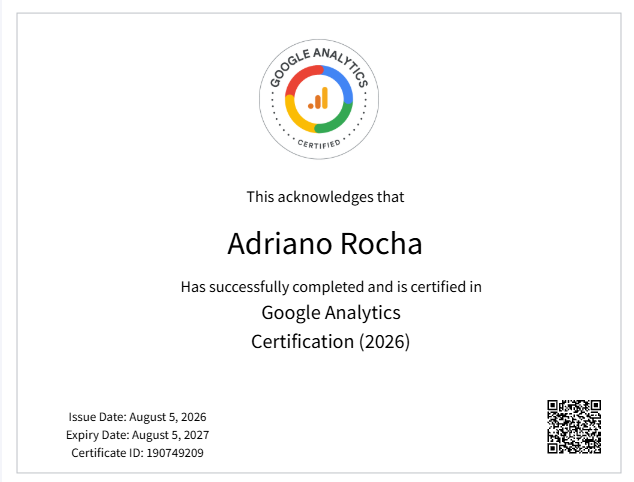 GOOGLE ANALYTICS
CERTIFIED
This acknowledges that
Adriano Rocha
Has successfully completed and is certified in
Google Analytics
Certification (2026)
Issue Date: August 5, 2026
Expiry Date: August 5, 2027
Certificate ID: 190749209